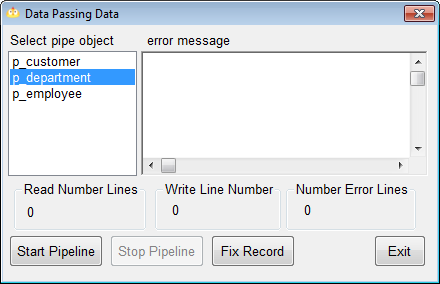 Data Passing Data
Select pipe object
error message
p_customer
p_department
p_employee
Read Number Lines
Write Line Number
Number Error Lines
0
0
0
Start Pipeline
Stop Pipeline
Fix Record
Exit